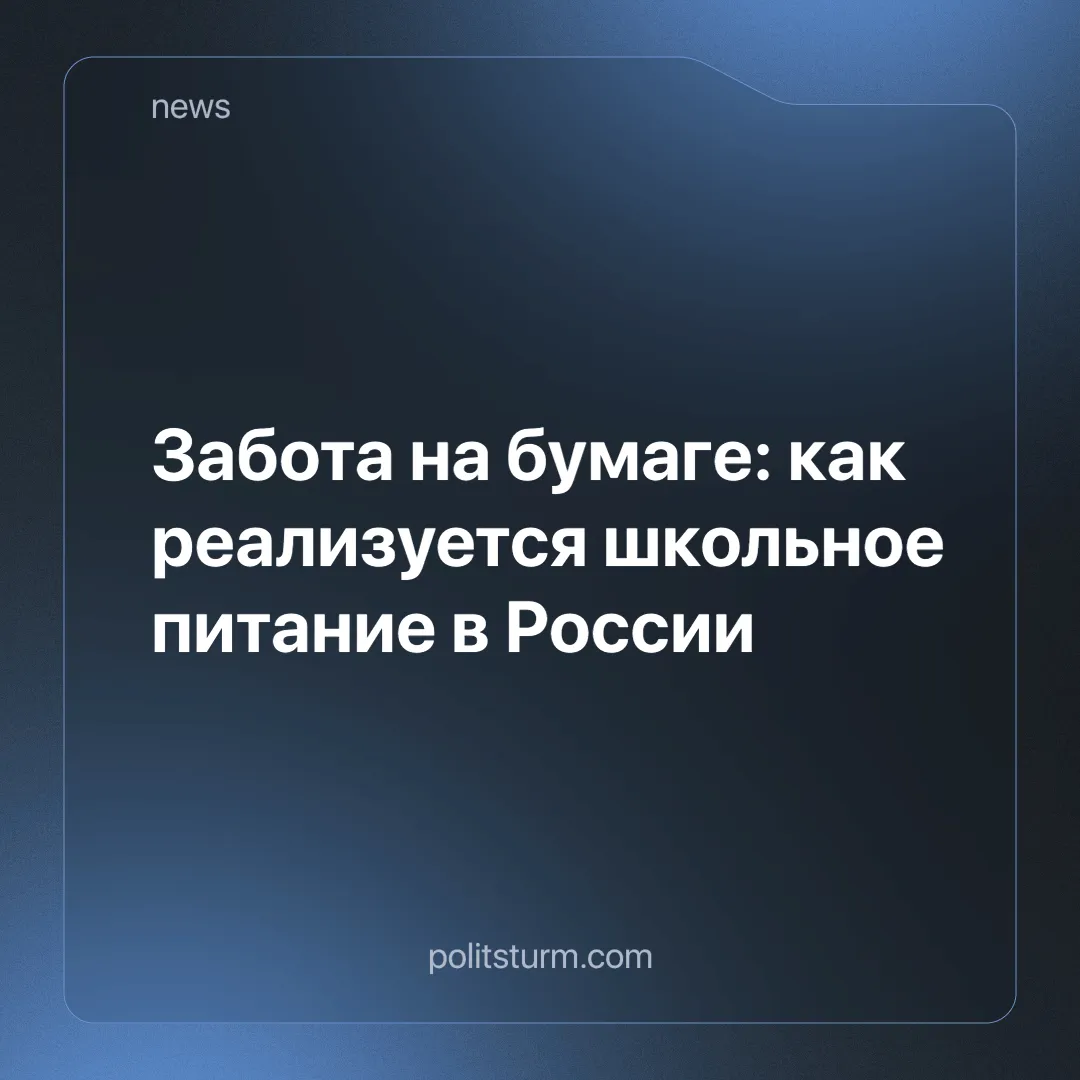 news
Забота на бумаге: как
реализуется школьное
питание в России
politsturm.com